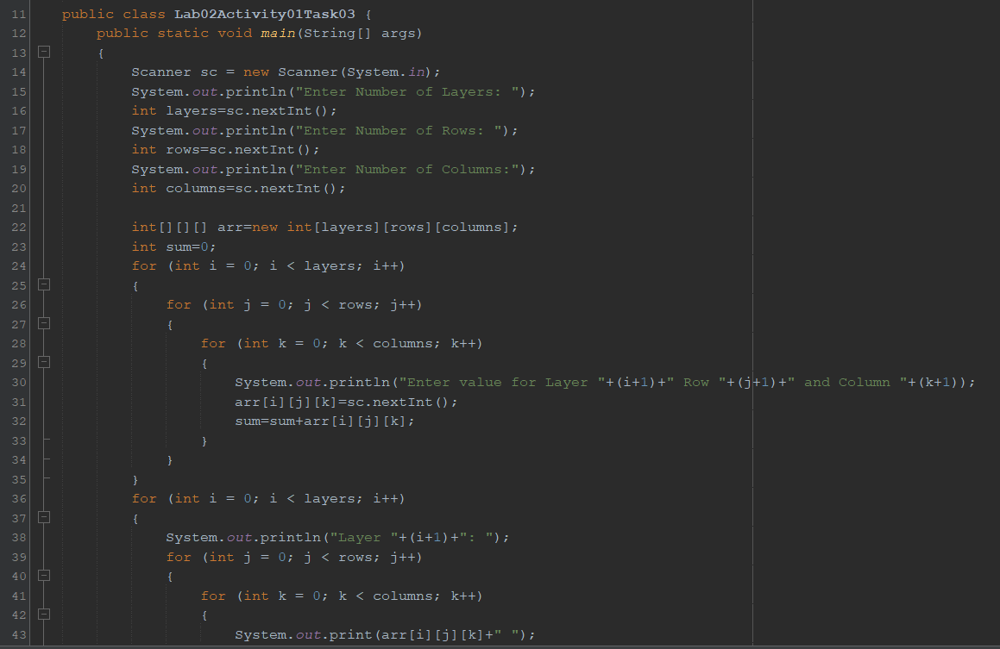 11 public class Lab02Activity01Task03 {
12 public static void main(String[] args)
13 {
14 Scanner sc = new Scanner(System.in);
15 System.out.println("Enter Number of Layers: ");
16 int layers=sc.nextInt();
17 System.out.println("Enter Number of Rows: ");
18 int rows=sc.nextInt();
19 System.out.println("Enter Number of Columns:");
20 int columns=sc.nextInt();
21
22 int[][][] arr=new int[layers][rows][columns];
23 int sum=0;
24 for (int i = 0; i < layers; i++)
25 {
26 for (int j = 0; j < rows; j++)
27 {
28 for (int k = 0; k < columns; k++)
29 {
30 System.out.println("Enter value for Layer "+(i+1)+" Row "+(j+1)+" and Column "+(k+1));
31 arr[i][j][k]=sc.nextInt();
32 sum=sum+arr[i][j][k];
33 }
34 }
35 }
36 for (int i = 0; i < layers; i++)
37 {
38 System.out.println("Layer "+(i+1)+": ");
39 for (int j = 0; j < rows; j++)
40 {
41 for (int k = 0; k < columns; k++)
42 {
43 System.out.print(arr[i][j][k]+" ");